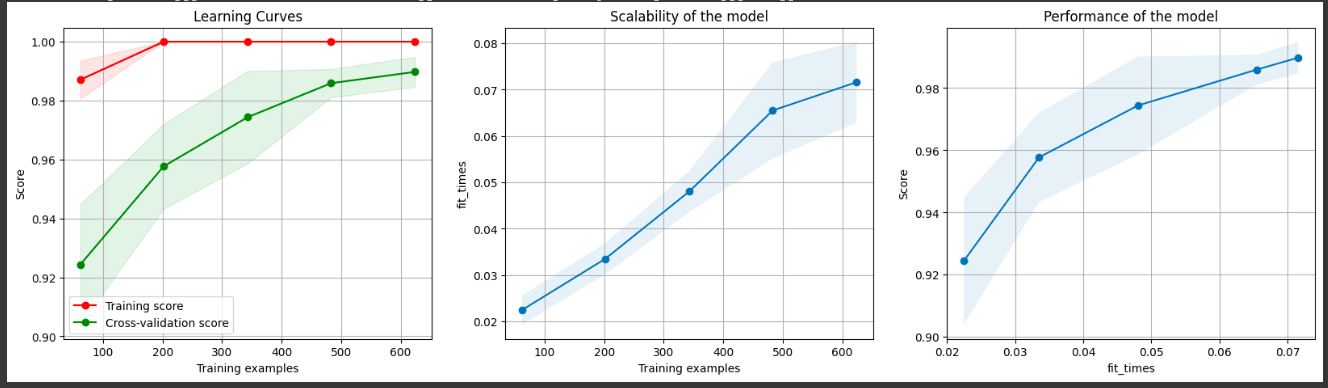 Learning Curves
Score
1.00
0.98
0.96
0.94
0.92
0.90
Training score
Cross-validation score
100 200 300 400 500 600
Training examples
Scalability of the model
fit_times
0.08
0.07
0.06
0.05
0.04
0.03
0.02
100 200 300 400 500 600
Training examples
Performance of the model
Score
0.98
0.96
0.94
0.92
0.90
0.02 0.03 0.04 0.05 0.06 0.07
fit_times